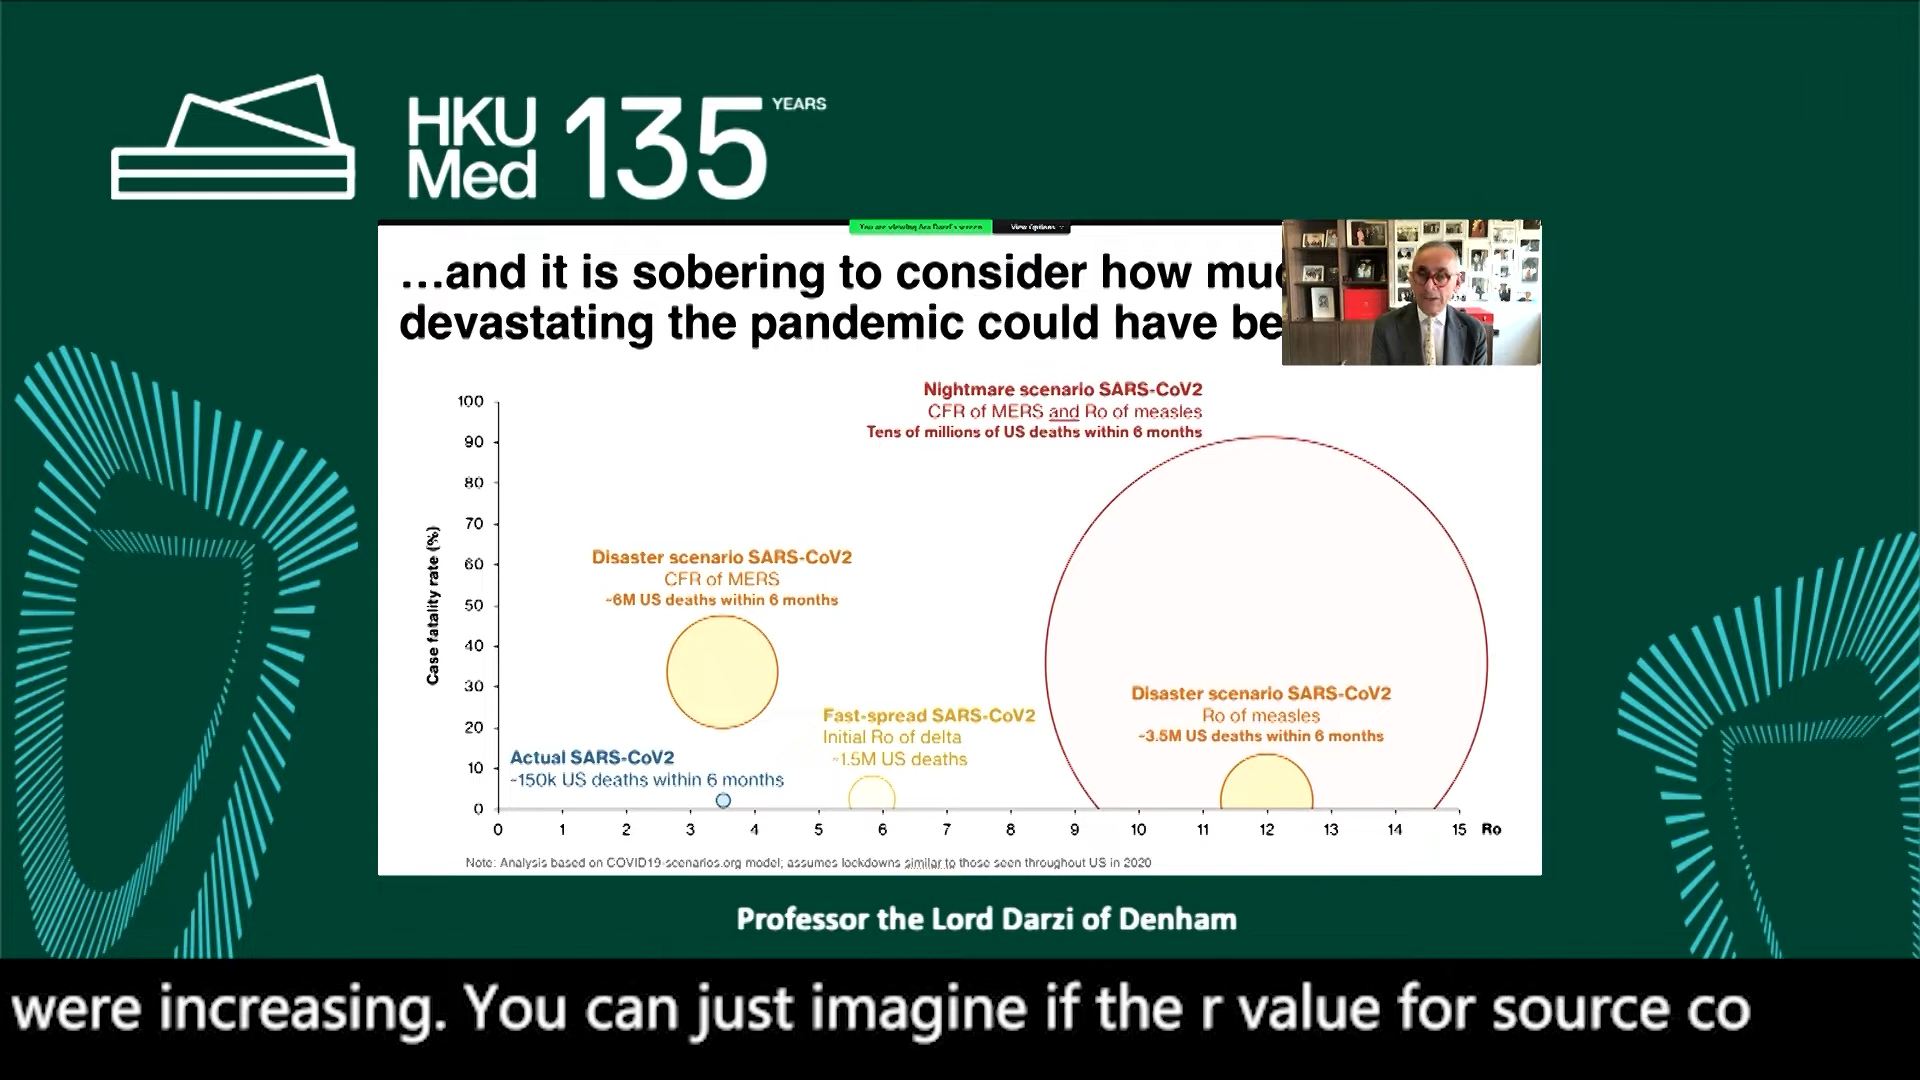 HKU
Med
135
YEARS
You are viewing Ara Darzi's screen
View Options
...and it is sobering to consider how muc
devastating the pandemic could have be
Nightmare scenario SARS-CoV2
CFR of MERS and Ro of measles
Tens of millions of US deaths within 6 months
Case fatality rate (%)
100
90
80
70
60
50
40
30
20
10
0
Disaster scenario SARS-CoV2
CFR of MERS
~6M US deaths within 6 months
Fast-spread SARS-CoV2
Initial Ro of delta
~1.5M US deaths
Disaster scenario SARS-CoV2
Ro of measles
~3.5M US deaths within 6 months
Actual SARS-CoV2
~150k US deaths within 6 months
0 1 2 3 4 5 6 7 8 9 10 11 12 13 14 15 Ro
Note: Analysis based on COVID19-scenarios.org model; assumes lockdowns similar to those seen throughout US in 2020
Professor the Lord Darzi of Denham
were increasing. You can just imagine if the r value for source co